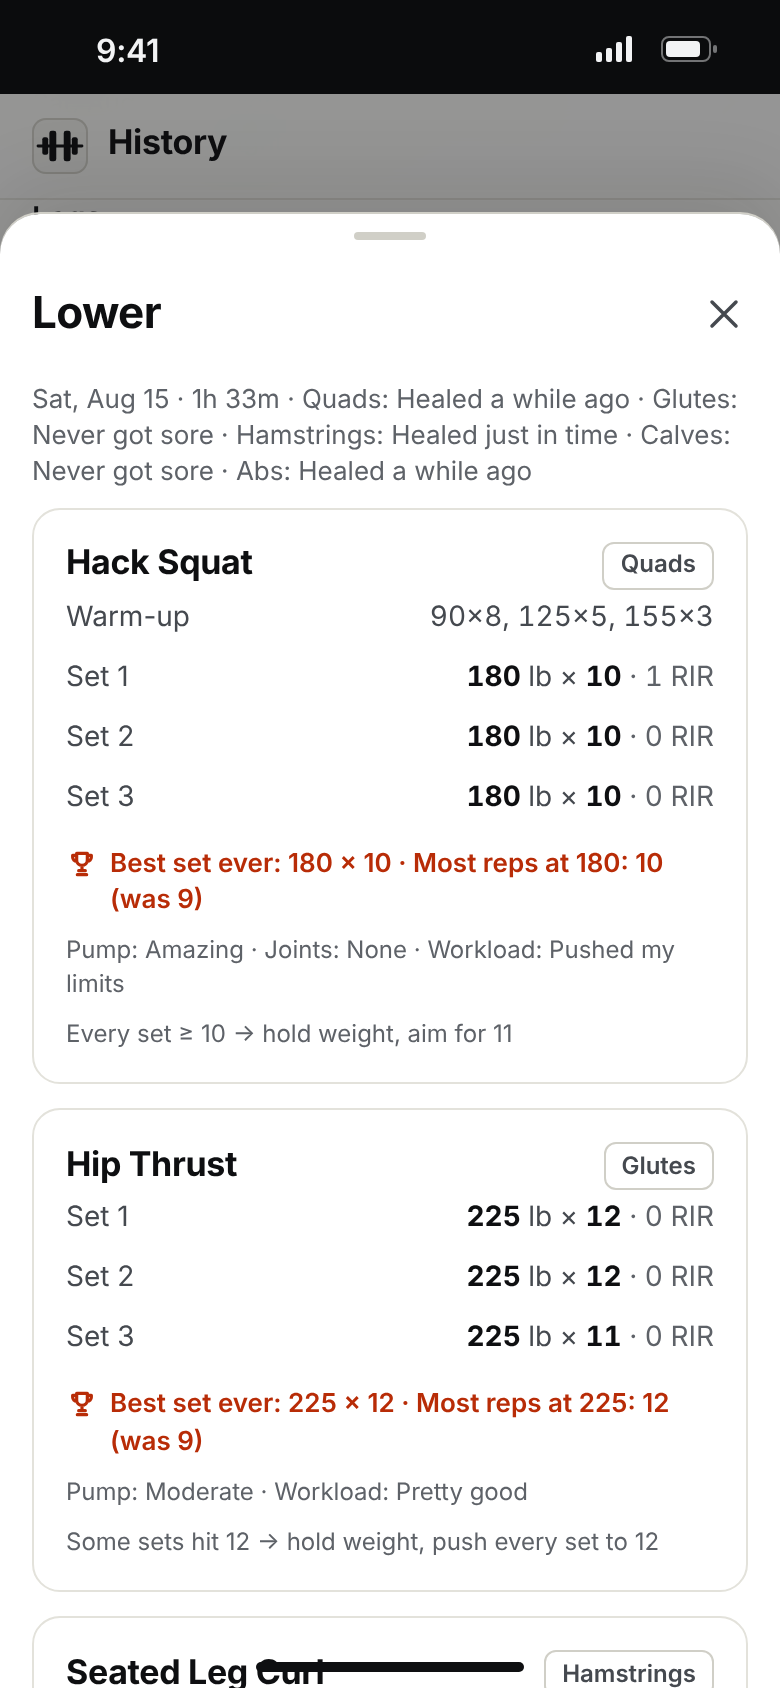 9:41
History
Lower
Sat, Aug 15 · 1h 33m · Quads: Healed a while ago · Glutes:
Never got sore · Hamstrings: Healed just in time · Calves:
Never got sore · Abs: Healed a while ago
Hack Squat
Quads
Warm-up 90×8, 125×5, 155×3
Set 1 180 lb × 10 · 1 RIR
Set 2 180 lb × 10 · 0 RIR
Set 3 180 lb × 10 · 0 RIR
Best set ever: 180 × 10 · Most reps at 180: 10
(was 9)
Pump: Amazing · Joints: None · Workload: Pushed my
limits
Every set ≥ 10 → hold weight, aim for 11
Hip Thrust
Glutes
Set 1 225 lb × 12 · 0 RIR
Set 2 225 lb × 12 · 0 RIR
Set 3 225 lb × 11 · 0 RIR
Best set ever: 225 × 12 · Most reps at 225: 12
(was 9)
Pump: Moderate · Workload: Pretty good
Some sets hit 12 → hold weight, push every set to 12
Seated Leg Curl
Hamstrings